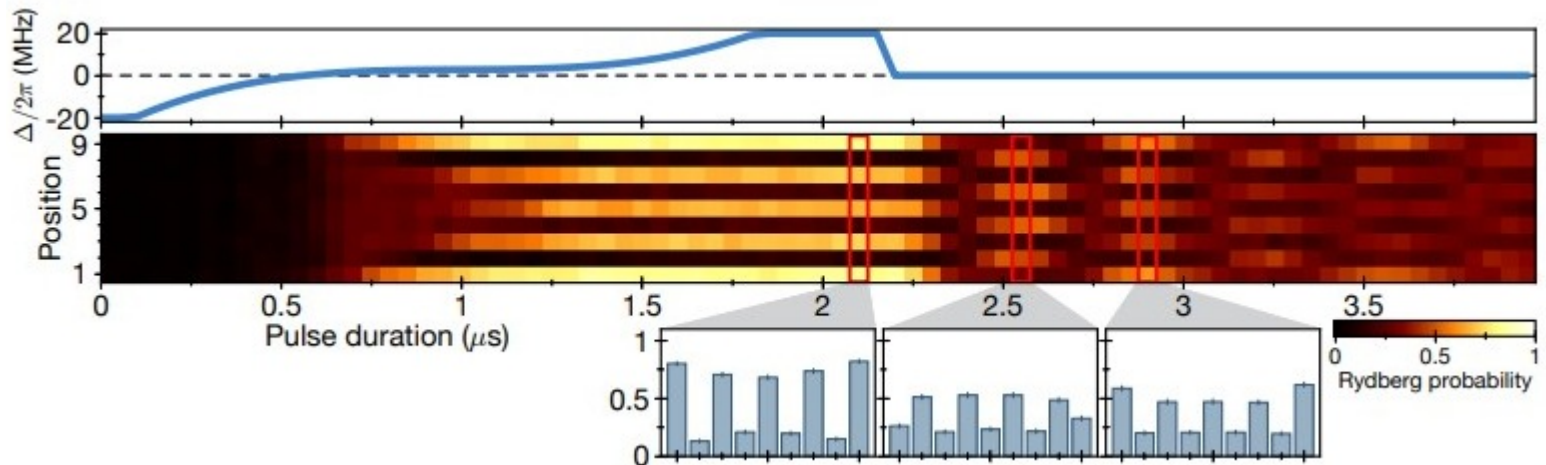 Δ/2π (MHz)
20
0
-20
Position
9
5
1
0 0.5 1 1.5 2 2.5 3 3.5
Pulse duration (μs)
1
0.5
0
0 0.5 1
Rydberg probability